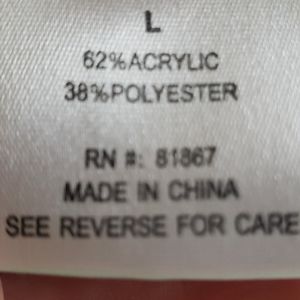 L
62%ACRYLIC
38%POLYESTER
RN #: 81867
MADE IN CHINA
SEE REVERSE FOR CARE